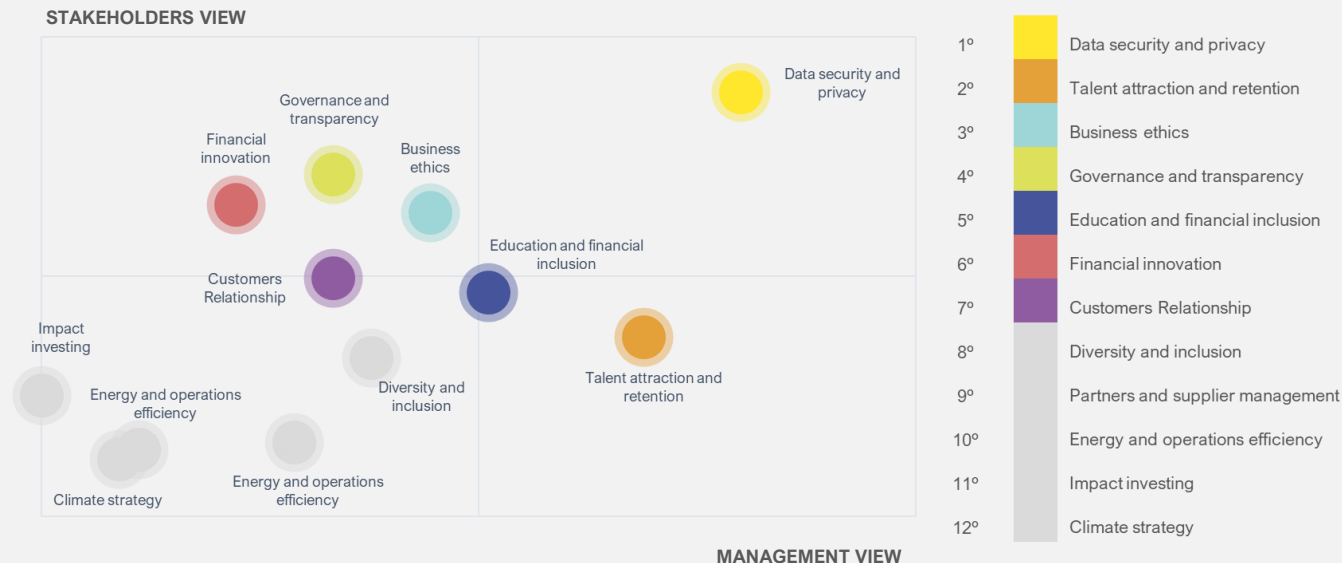 STAKEHOLDERS VIEW
Data security and
privacy
Governance and
transparency
Financial
innovation
Business
ethics
Education and financial
inclusion
Customers
Relationship
Impact
investing
Talent attraction and
retention
Diversity and
inclusion
Energy and operations
efficiency
Energy and operations
efficiency
Climate strategy
MANAGEMENT VIEW
1º Data security and privacy
2º Talent attraction and retention
3º Business ethics
4º Governance and transparency
5º Education and financial inclusion
6º Financial innovation
7º Customers Relationship
8º Diversity and inclusion
9º Partners and supplier management
10º Energy and operations efficiency
11º Impact investing
12º Climate strategy